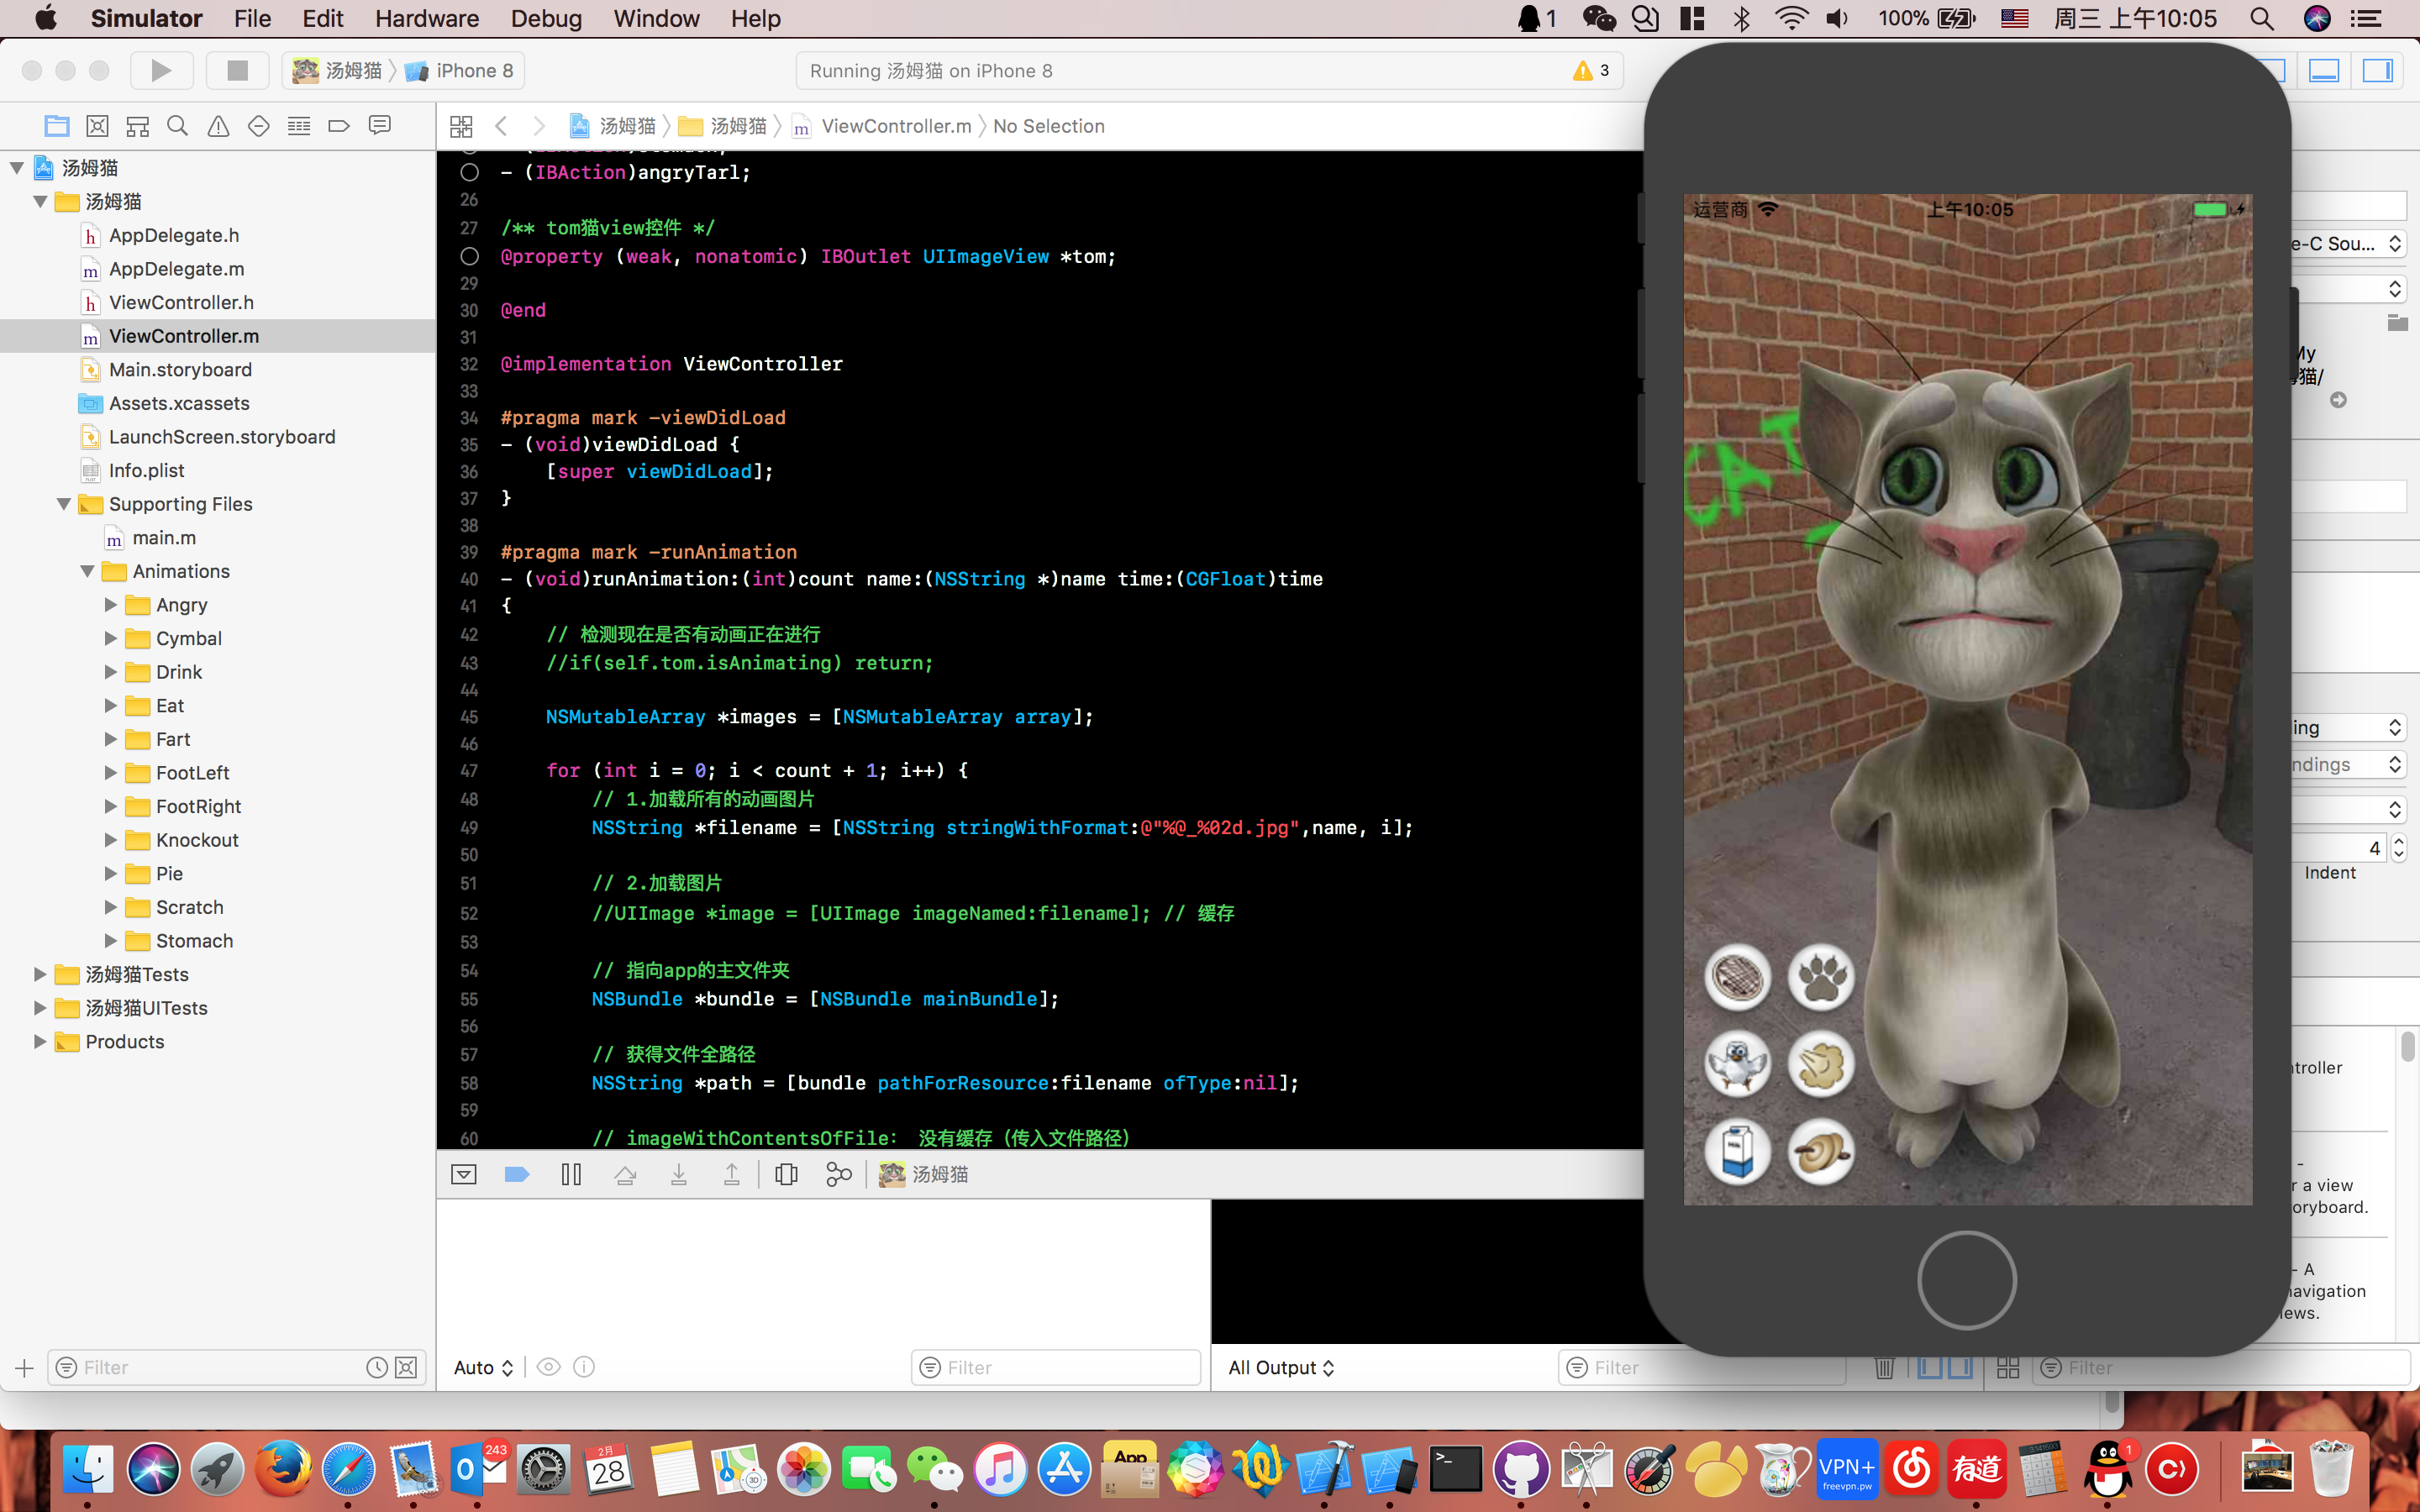 Simulator File Edit Hardware Debug Window Help 1 100% 周三 上午10:05
汤姆猫 iPhone 8
Running 汤姆猫 on iPhone 8
3
汤姆猫 汤姆猫 ViewController.m No Selection
汤姆猫
汤姆猫
AppDelegate.h
AppDelegate.m
ViewController.h
ViewController.m
Main.storyboard
Assets.xcassets
LaunchScreen.storyboard
Info.plist
Supporting Files
main.m
Animations
Angry
Cymbal
Drink
Eat
Fart
FootLeft
FootRight
Knockout
Pie
Scratch
Stomach
汤姆猫Tests
汤姆猫UITests
Products
Filter
- (IBAction)angryTarl;
26
27 /** tom猫view控件 */
@property (weak, nonatomic) IBOutlet UIImageView *tom;
29
30 @end
31
32 @implementation ViewController
33
34 #pragma mark -viewDidLoad
35 - (void)viewDidLoad {
36 [super viewDidLoad];
37 }
38
39 #pragma mark -runAnimation
40 - (void)runAnimation:(int)count name:(NSString *)name time:(CGFloat)time
41 {
42 // 检测现在是否有动画正在进行
43 //if(self.tom.isAnimating) return;
44
45 NSMutableArray *images = [NSMutableArray array];
46
47 for (int i = 0; i < count + 1; i++) {
48 // 1.加载所有的动画图片
49 NSString *filename = [NSString stringWithFormat:@"%@_%02d.jpg",name, i];
50
51 // 2.加载图片
52 //UIImage *image = [UIImage imageNamed:filename]; // 缓存
53
54 // 指向app的主文件夹
55 NSBundle *bundle = [NSBundle mainBundle];
56
57 // 获得文件全路径
58 NSString *path = [bundle pathForResource:filename ofType:nil];
59
60 // imageWithContentsOfFile: 没有缓存（传入文件路径）
汤姆猫
Auto
Filter
All Output
Filter
Filter
运营商 上午10:05
CAT
Milk
e-C Sou...
My
猫/
ing
ndings
4
Indent
ntroller
-
r a view
oryboard.
- A
navigation
iews.
243
2月
28
3D
App
>_
VPN+
freevpn.pw
有道
1